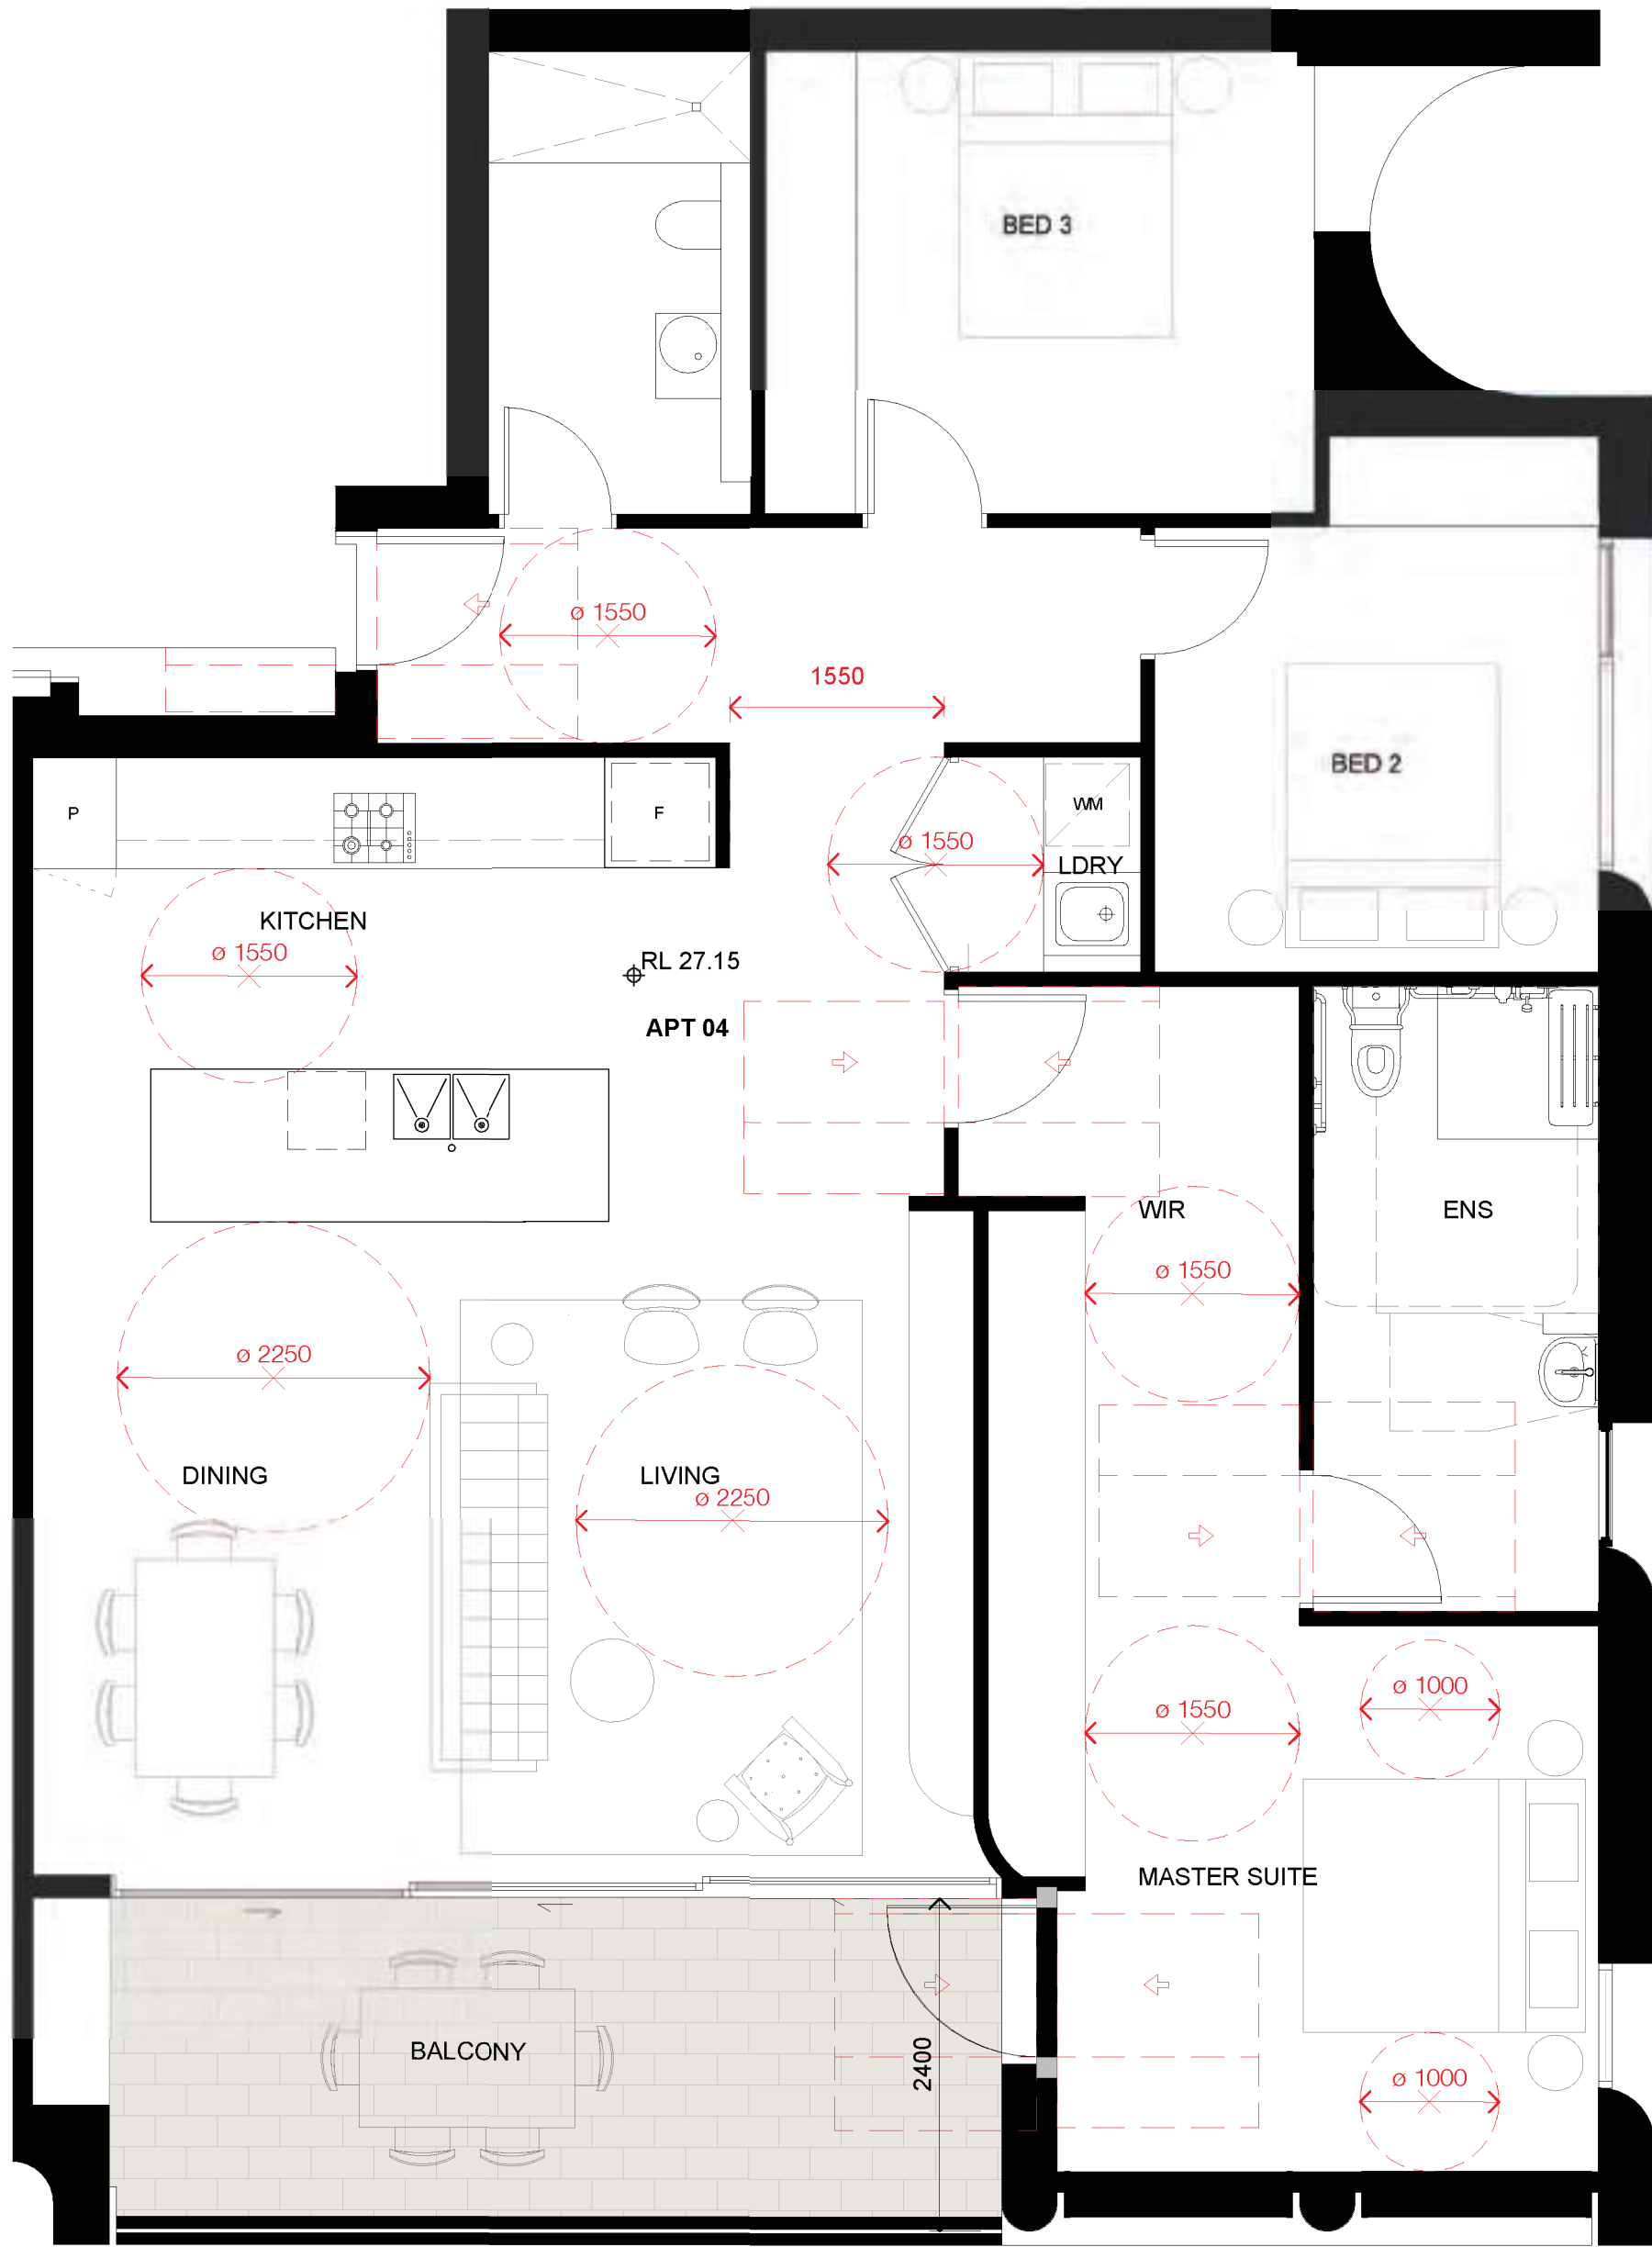 BED 3
ø 1550
1550
BED 2
P
F
WM
ø 1550
LDRY
KITCHEN
ø 1550
RL 27.15
APT 04
WIR
ENS
ø 1550
ø 2250
DINING
LIVING
ø 2250
ø 1000
ø 1550
MASTER SUITE
BALCONY
2400
ø 1000